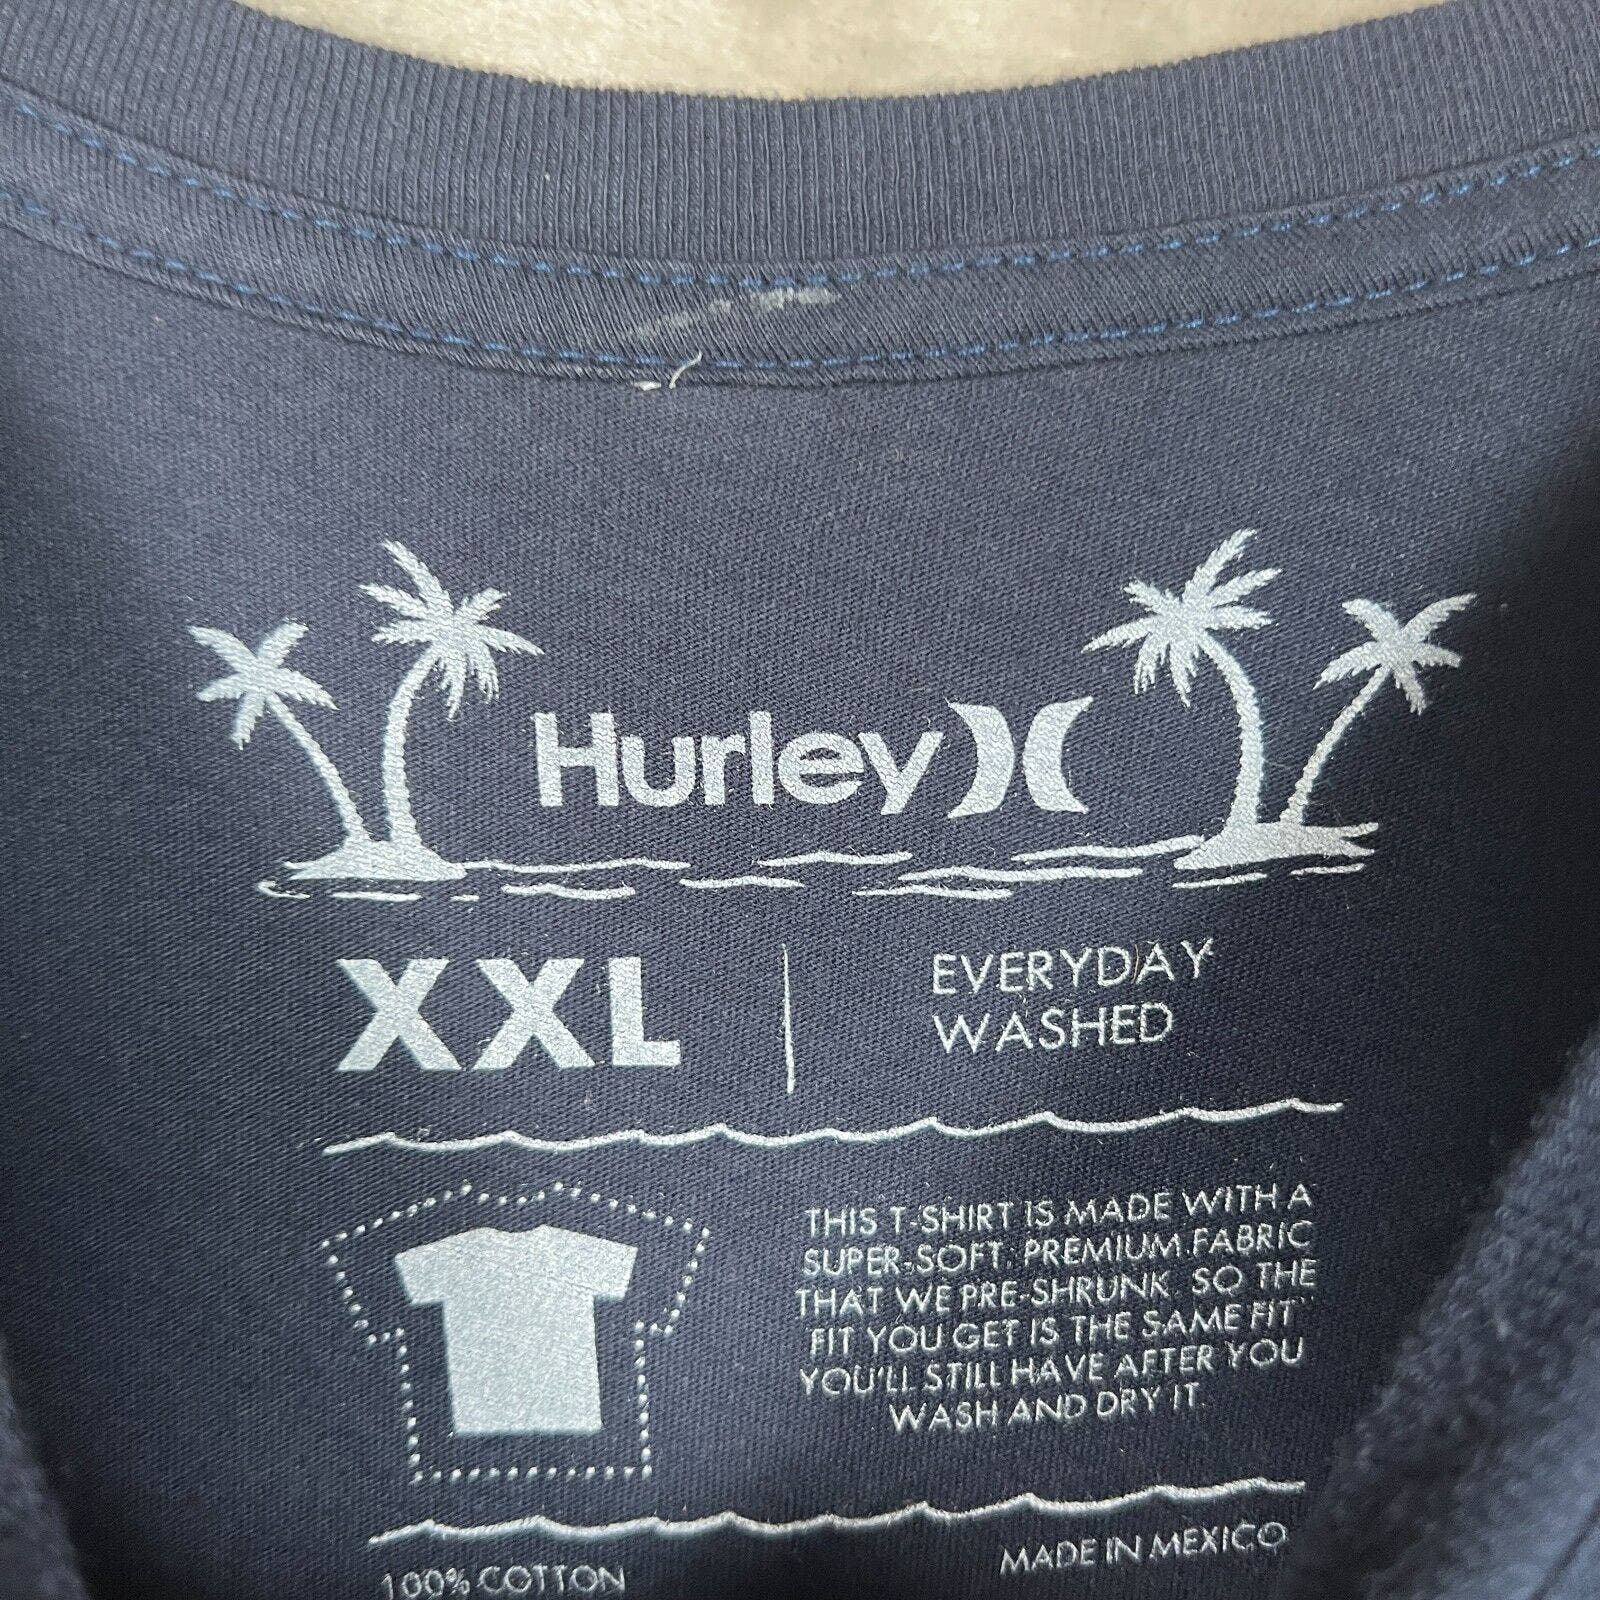 Hurley
XXL
EVERYDAY
WASHED
THIS T-SHIRT IS MADE WITH A
SUPER-SOFT, PREMIUM FABRIC
THAT WE PRE-SHRUNK. SO THE
FIT YOU GET IS THE SAME FIT
YOU'LL STILL HAVE AFTER YOU
WASH AND DRY IT.
100% COTTON
MADE IN MEXICO